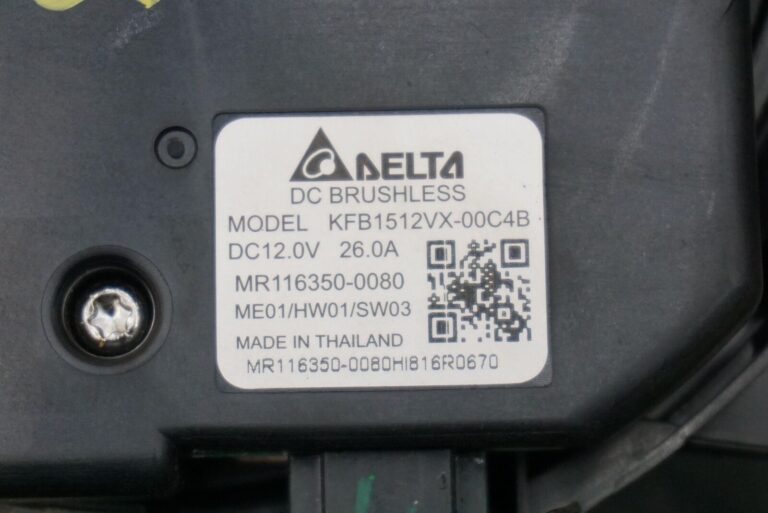 DELTA
DC BRUSHLESS
MODEL KFB1512VX-00C4B
DC12.0V 26.0A
MR116350-0080
ME01/HW01/SW03
MADE IN THAILAND
MR116350-0080HI816R0670